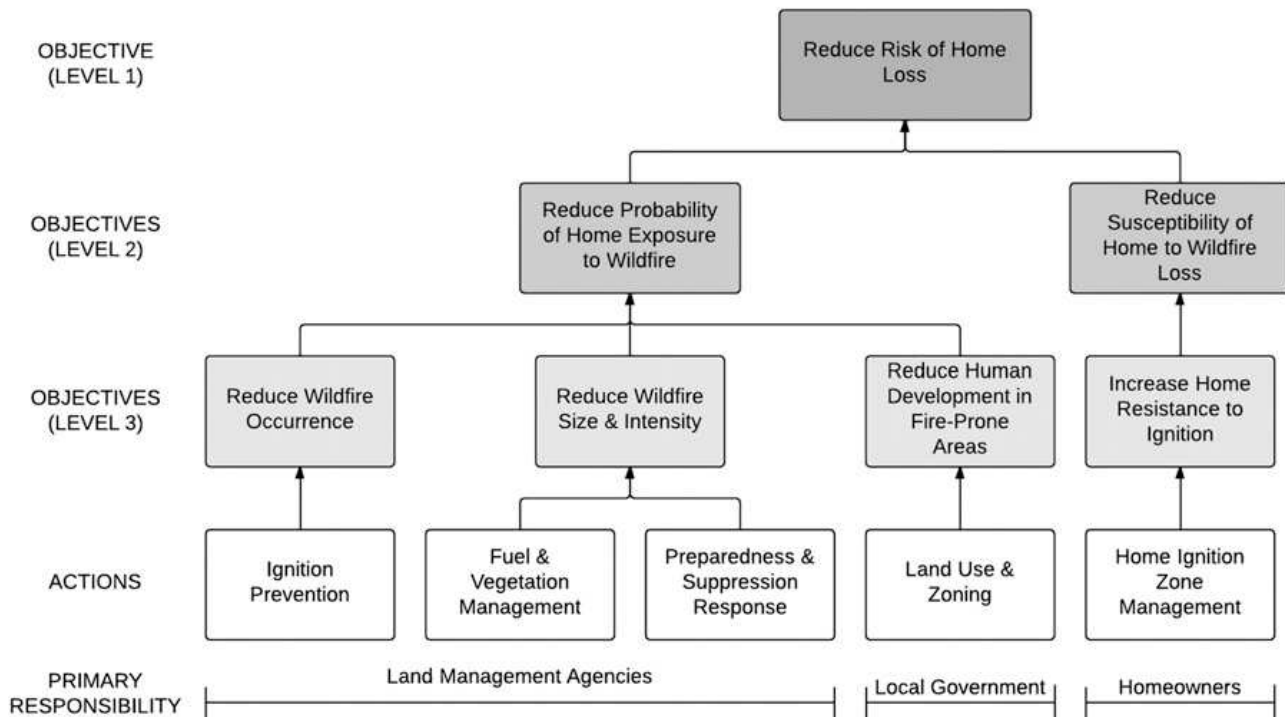 OBJECTIVE
(LEVEL 1)
Reduce Risk of Home
Loss
OBJECTIVES
(LEVEL 2)
Reduce Probability
of Home Exposure
to Wildfire
Reduce
Susceptibility of
Home to Wildfire
Loss
OBJECTIVES
(LEVEL 3)
Reduce Wildfire
Occurrence
Reduce Wildfire
Size & Intensity
Reduce Human
Development in
Fire-Prone
Areas
Increase Home
Resistance to
Ignition
ACTIONS
Ignition
Prevention
Fuel &
Vegetation
Management
Preparedness &
Suppression
Response
Land Use &
Zoning
Home Ignition
Zone
Management
PRIMARY
RESPONSIBILITY
Land Management Agencies
Local Government
Homeowners